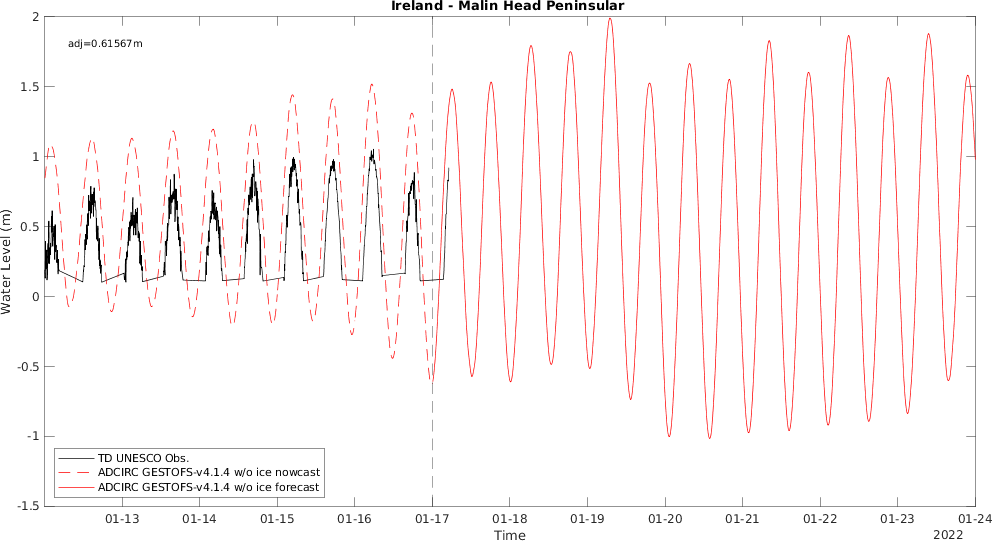 Ireland - Malin Head Peninsular
adj=0.61567m
2
1.5
1
0.5
0
-0.5
-1
-1.5
Water Level (m)
TD UNESCO Obs.
ADCIRC GESTOFS-v4.1.4 w/o ice nowcast
ADCIRC GESTOFS-v4.1.4 w/o ice forecast
01-13 01-14 01-15 01-16 01-17 01-18 01-19 01-20 01-21 01-22 01-23 01-24
Time
2022